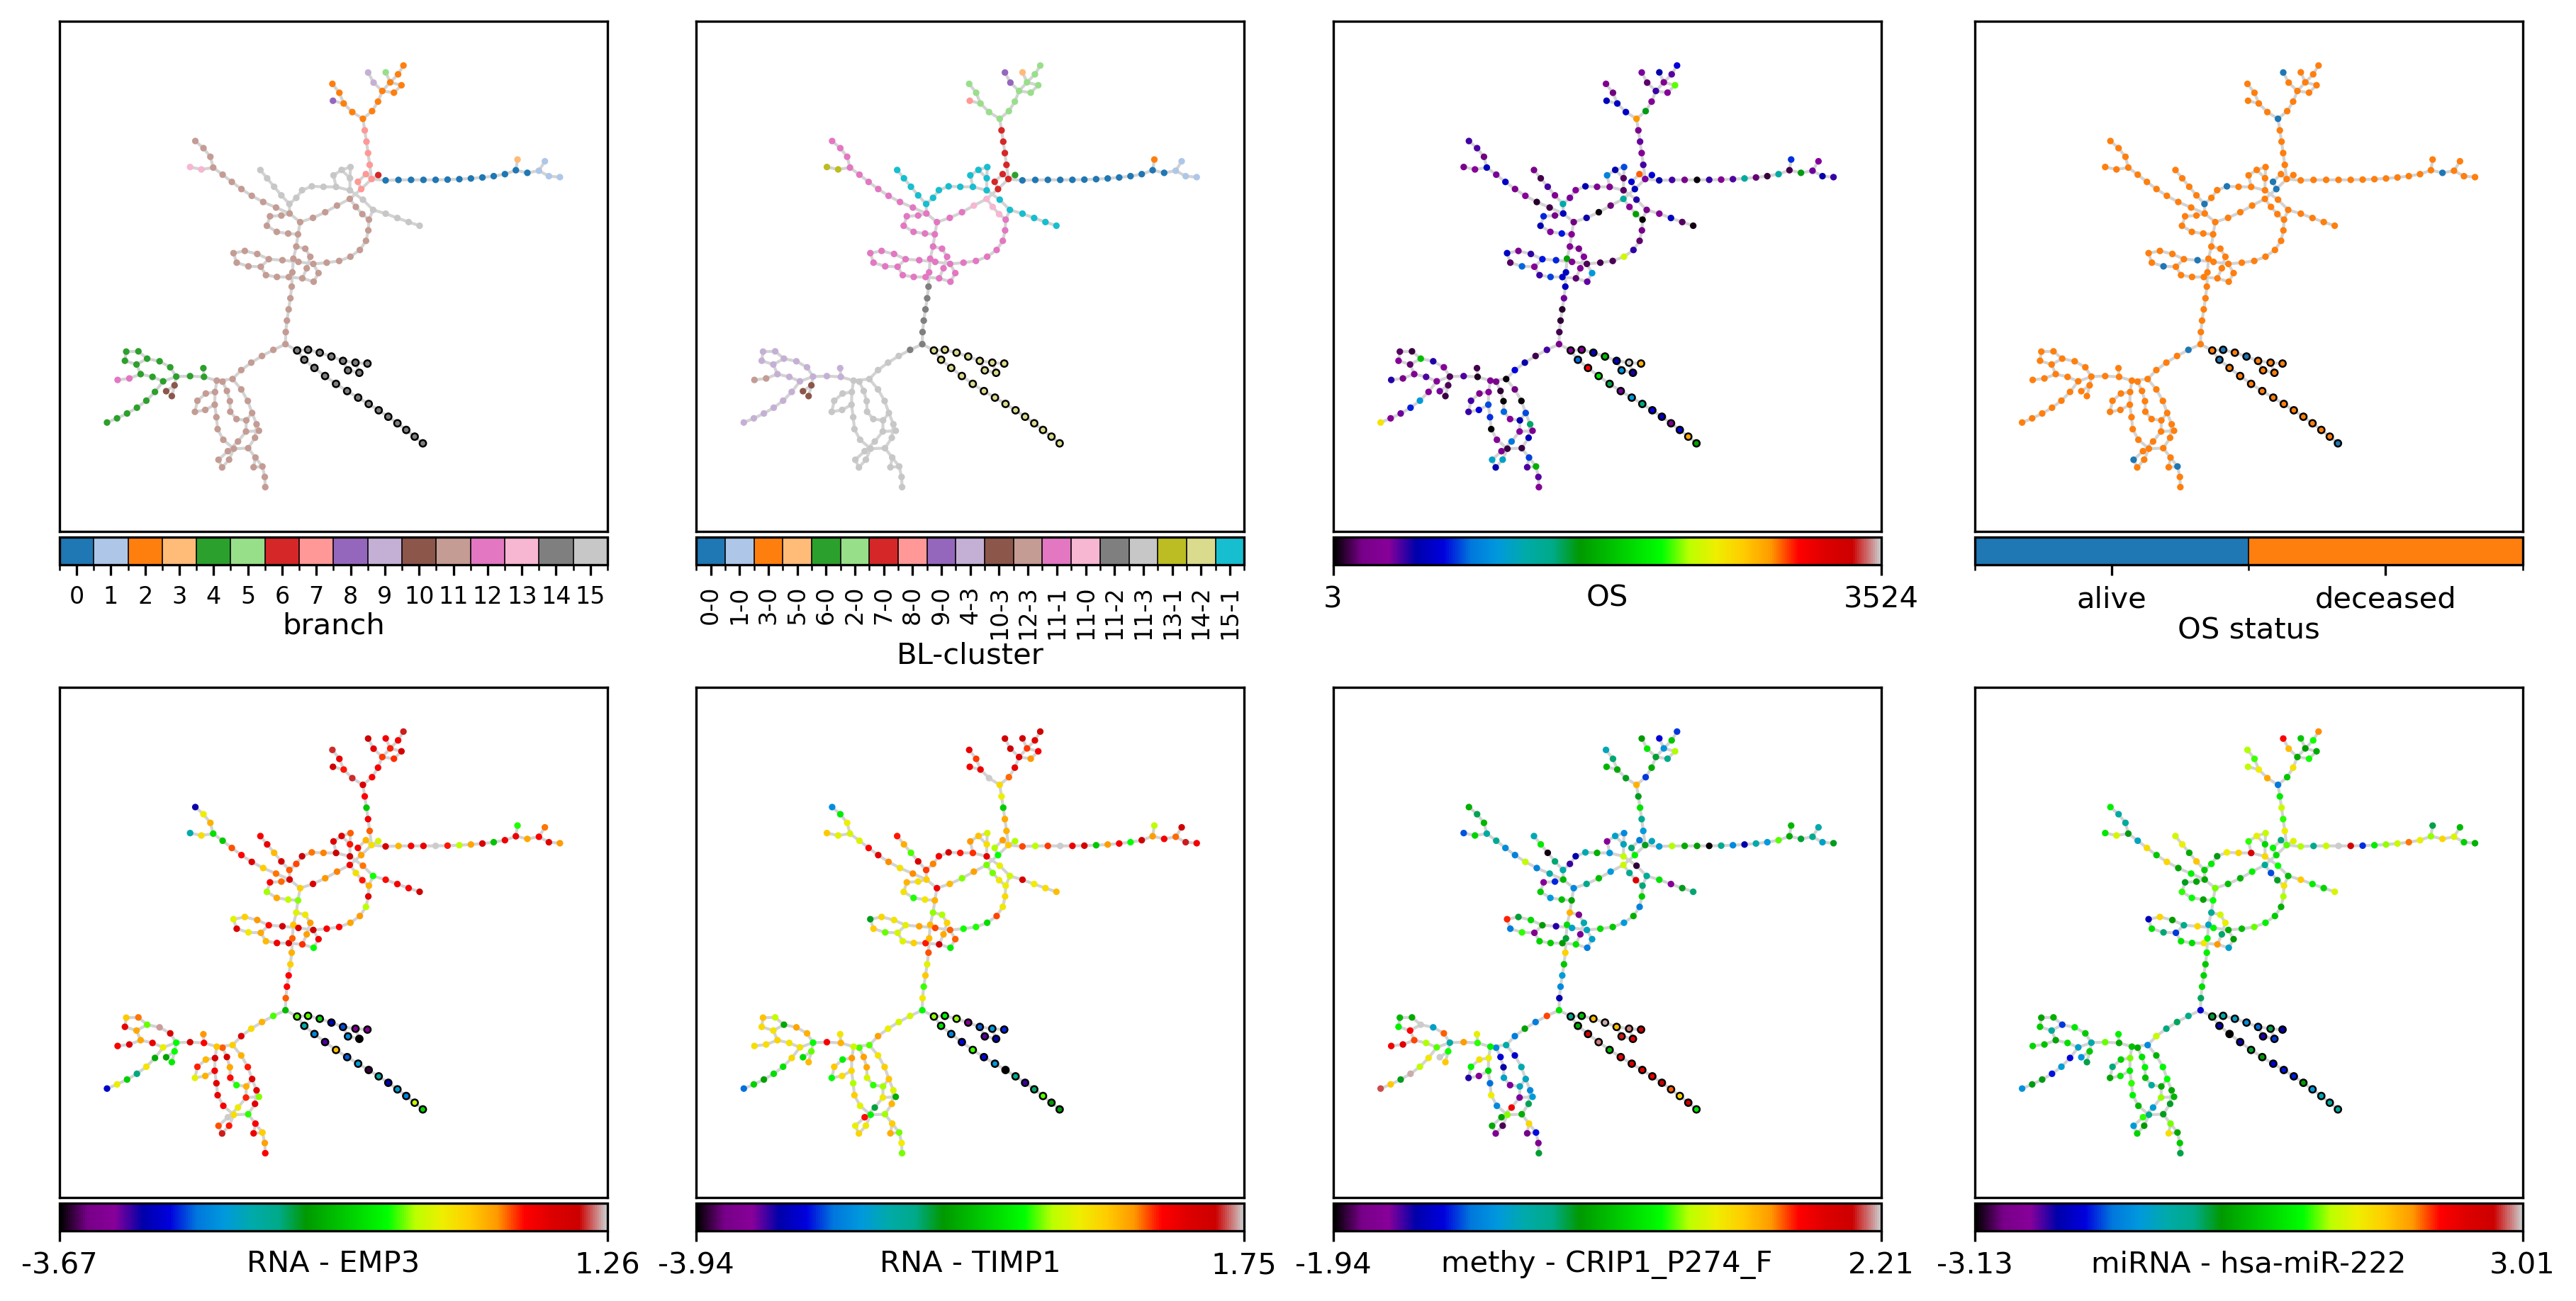 0 1 2 3 4 5 6 7 8 9 10 11 12 13 14 15
branch
0-0 1-0 3-0 5-0 6-0 2-0 7-0 8-0 9-0 4-3 10-3 12-3 11-1 11-0 11-2 11-3 13-1 14-2 15-1
BL-cluster
3 OS 3524
alive deceased
OS status
-3.67 RNA - EMP3 1.26
-3.94 RNA - TIMP1 1.75
-1.94 methy - CRIP1_P274_F 2.21
-3.13 miRNA - hsa-miR-222 3.01